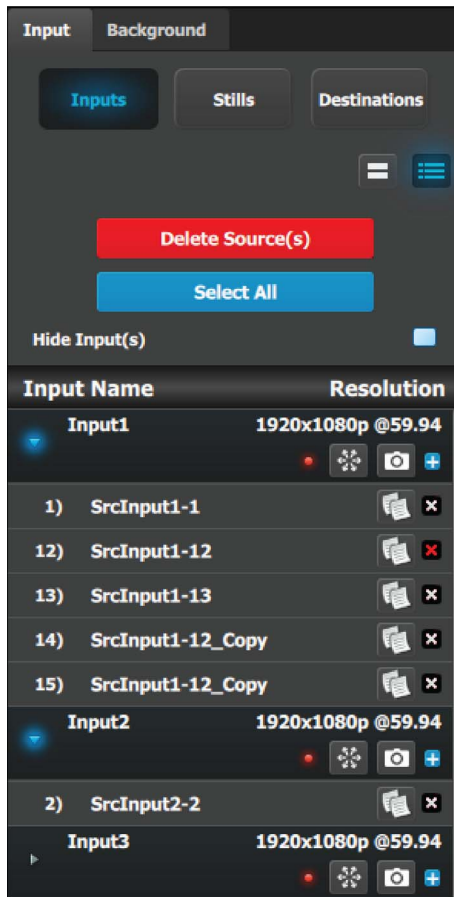 Input Background
Inputs Stills Destinations
Delete Source(s)
Select All
Hide Input(s)
Input Name Resolution
Input1 1920x1080p @59.94
1) SrcInput1-1
12) SrcInput1-12
13) SrcInput1-13
14) SrcInput1-12_Copy
15) SrcInput1-12_Copy
Input2 1920x1080p @59.94
2) SrcInput2-2
Input3 1920x1080p @59.94